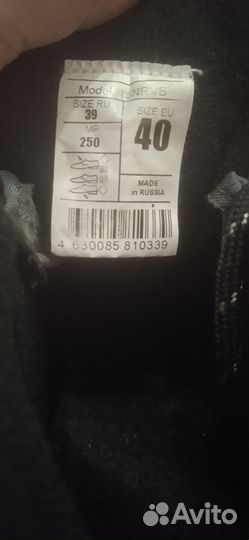 Model
SIZE RU
39
MP
250
SIZE EU
40
MADE
in RUSSIA
4 630085 810339
Avito